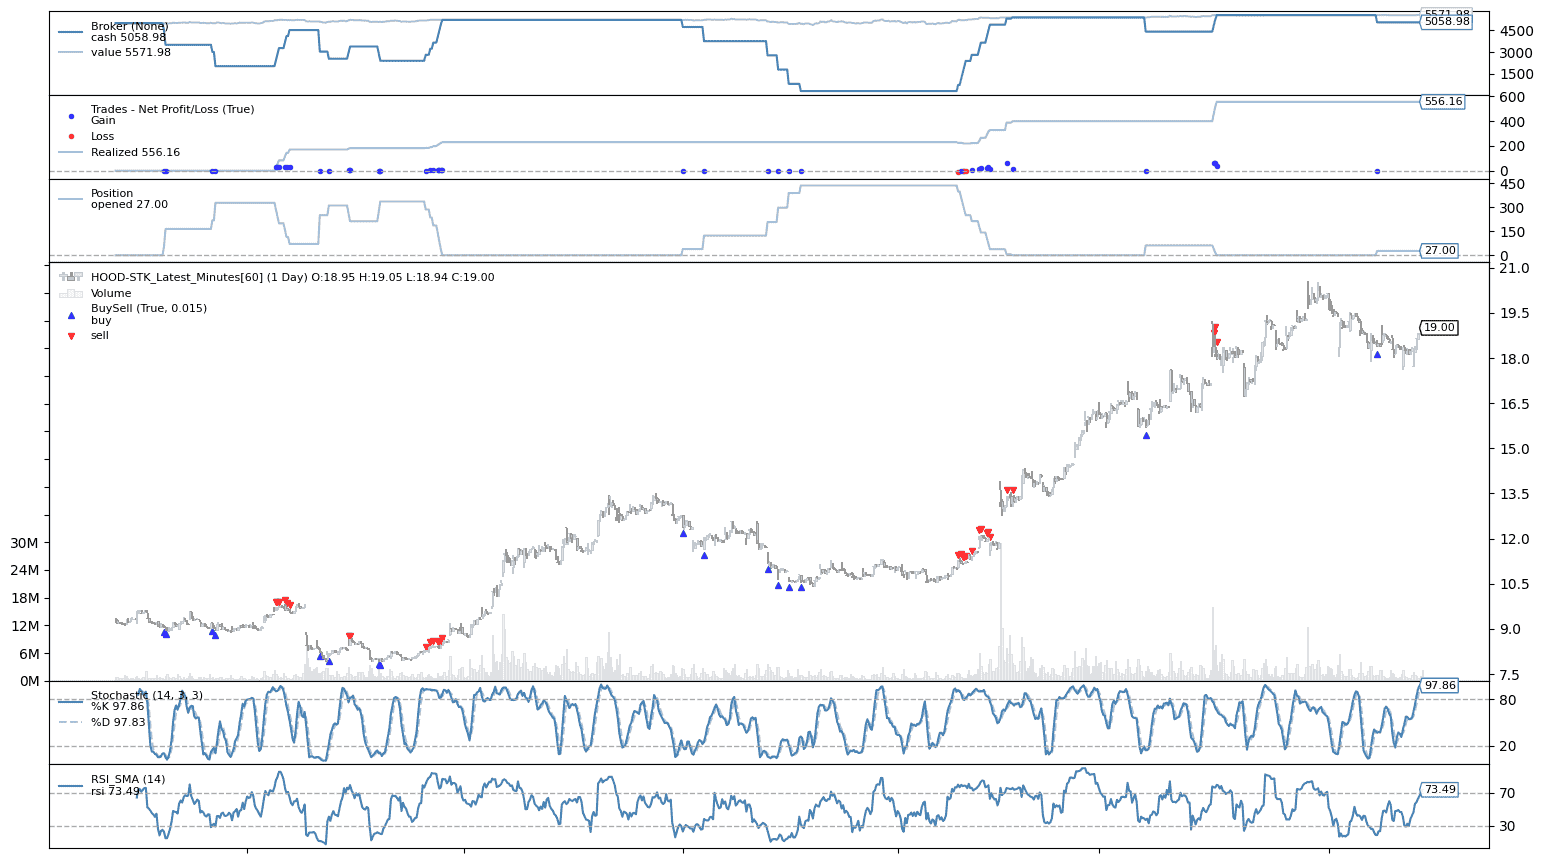 Broker (None)
cash 5058.98
value 5571.98
5571.98
5058.98
4500
3000
1500
Trades - Net Profit/Loss (True)
Gain
Loss
Realized 556.16
600
556.16
400
200
0
Position
opened 27.00
450
300
150
27.00
0
HOOD-STK_Latest_Minutes[60] (1 Day) O:18.95 H:19.05 L:18.94 C:19.00
Volume
BuySell (True, 0.015)
buy
sell
21.0
19.5
19.00
18.0
16.5
15.0
13.5
12.0
10.5
9.0
7.5
30M
24M
18M
12M
6M
0M
Stochastic (14, 3, 3)
%K 97.86
%D 97.83
97.86
80
20
RSI_SMA (14)
rsi 73.49
73.49
70
30